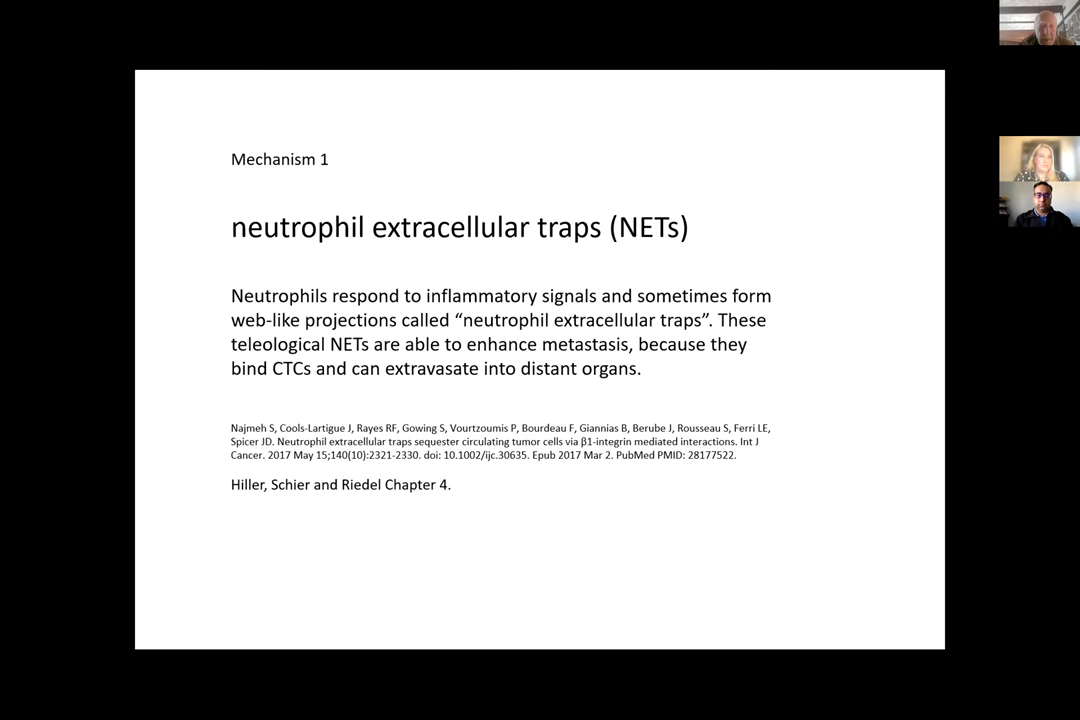 Mechanism 1
neutrophil extracellular traps (NETs)
Neutrophils respond to inflammatory signals and sometimes form
web-like projections called “neutrophil extracellular traps”. These
teleological NETs are able to enhance metastasis, because they
bind CTCs and can extravasate into distant organs.
Najmeh S, Cools-Lartigue J, Rayes RF, Gowing S, Vourtzoumis P, Bourdeau F, Giannias B, Berube J, Rousseau S, Ferri LE,
Spicer JD. Neutrophil extracellular traps sequester circulating tumor cells via β1-integrin mediated interactions. Int J
Cancer. 2017 May 15;140(10):2321-2330. doi: 10.1002/ijc.30635. Epub 2017 Mar 2. PubMed PMID: 28177522.
Hiller, Schier and Riedel Chapter 4.